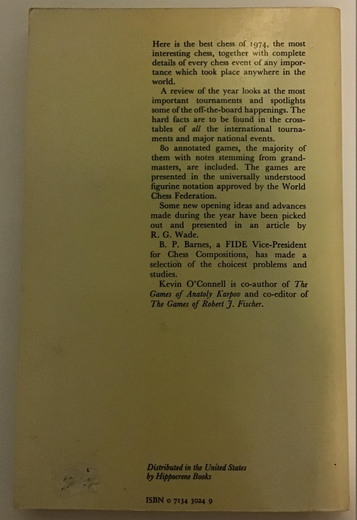 Here is the best chess of 1974, the most
interesting chess, together with complete
details of every chess event of any impor-
tance which took place anywhere in the
world.
A review of the year looks at the most
important tournaments and spotlights
some of the off-the-board happenings. The
hard facts are to be found in the cross-
tables of all the international tourna-
ments and major national events.
80 annotated games, the majority of
them with notes stemming from grand-
masters, are included. The games are
presented in the universally understood
figurine notation approved by the World
Chess Federation.
Some new opening ideas and advances
made during the year have been picked
out and presented in an article by
R. G. Wade.
B. P. Barnes, a FIDE Vice-President
for Chess Compositions, has made a
selection of the choicest problems and
studies.
Kevin O'Connell is co-author of The
Games of Anatoly Karpov and co-editor of
The Games of Robert J. Fischer.
Distributed in the United States
by Hippocrene Books
ISBN 0 7134 3024 9